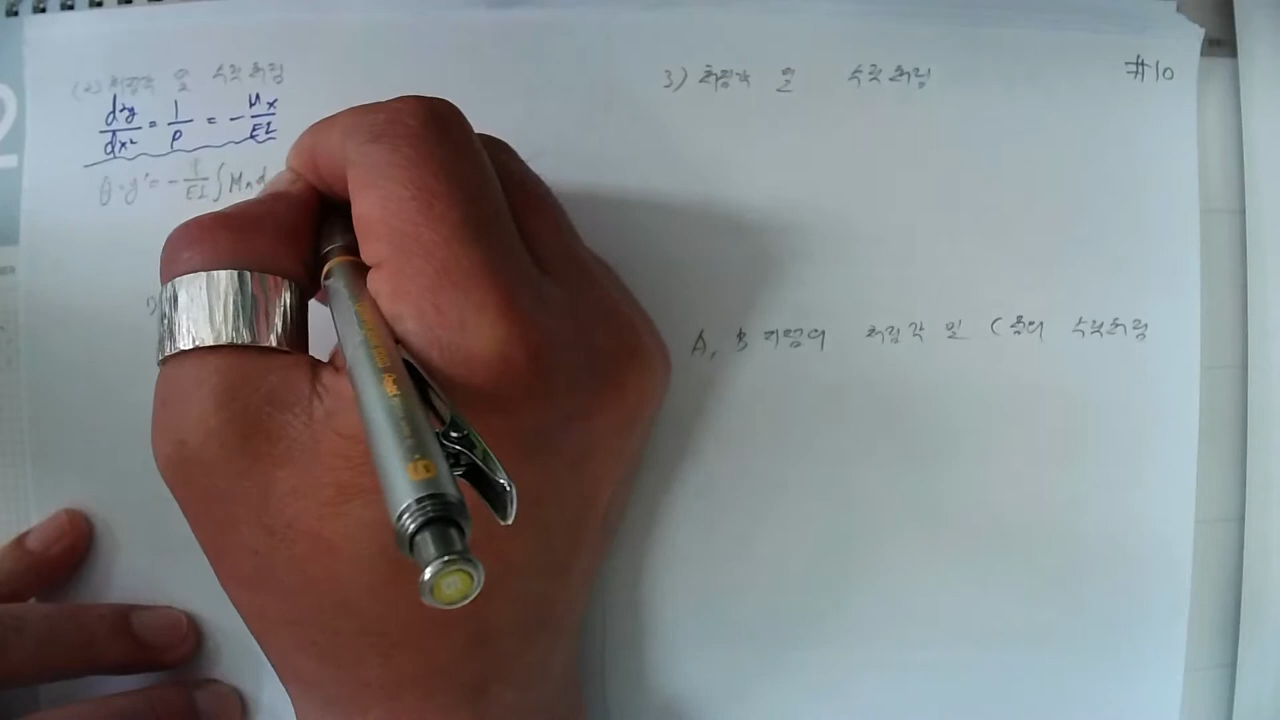 (2) 처짐각 및 수직처짐
d²y/dx² = 1/ρ = -Mx/EI
θ = y' = -1/EI ∫Mx d
1)
3) 처짐각 및 수직처짐
#10
A, B 지점의 처짐각 및 C점의 수직처짐